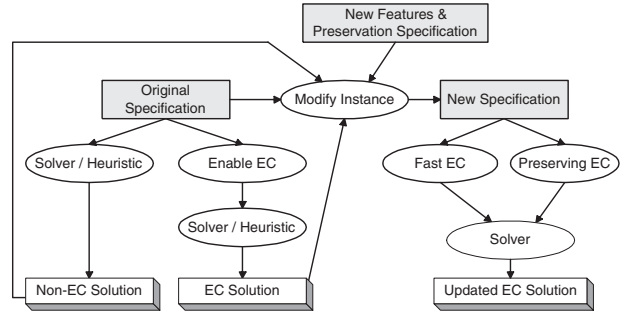 New Features &
Preservation Specification
Original
Specification
Modify Instance
New Specification
Solver / Heuristic
Enable EC
Fast EC
Preserving EC
Solver / Heuristic
Solver
Non-EC Solution
EC Solution
Updated EC Solution